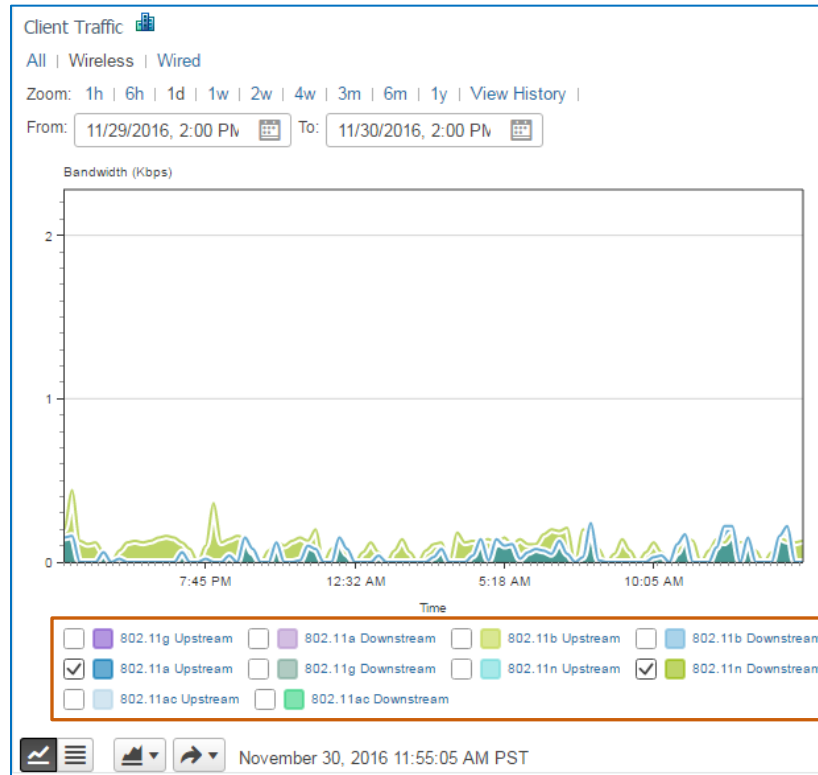 Client Traffic
All | Wireless | Wired
Zoom: 1h | 6h | 1d | 1w | 2w | 4w | 3m | 6m | 1y | View History |
From: 11/29/2016, 2:00 PM To: 11/30/2016, 2:00 PM
Bandwidth (Kbps)
2
1
0
7:45 PM 12:32 AM 5:18 AM 10:05 AM
Time
802.11g Upstream 802.11a Downstream 802.11b Upstream 802.11b Downstream
802.11a Upstream 802.11g Downstream 802.11n Upstream 802.11n Downstream
802.11ac Upstream 802.11ac Downstream
November 30, 2016 11:55:05 AM PST